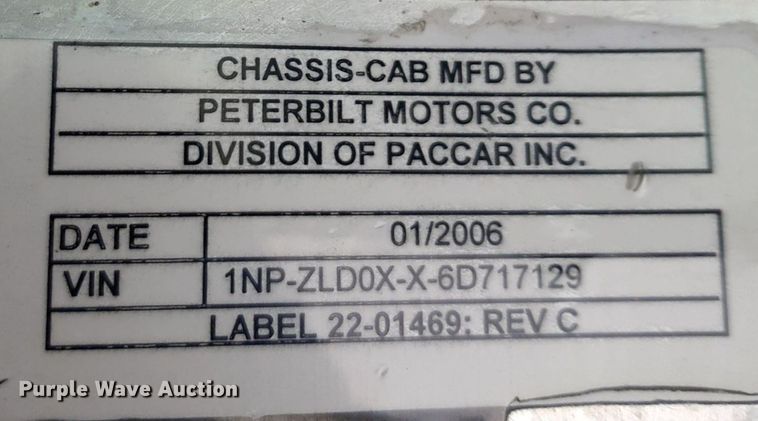 CHASSIS-CAB MFD BY
PETERBILT MOTORS CO.
DIVISION OF PACCAR INC.
DATE 01/2006
VIN 1NP-ZLD0X-X-6D717129
LABEL 22-01469: REV C
Purple Wave Auction